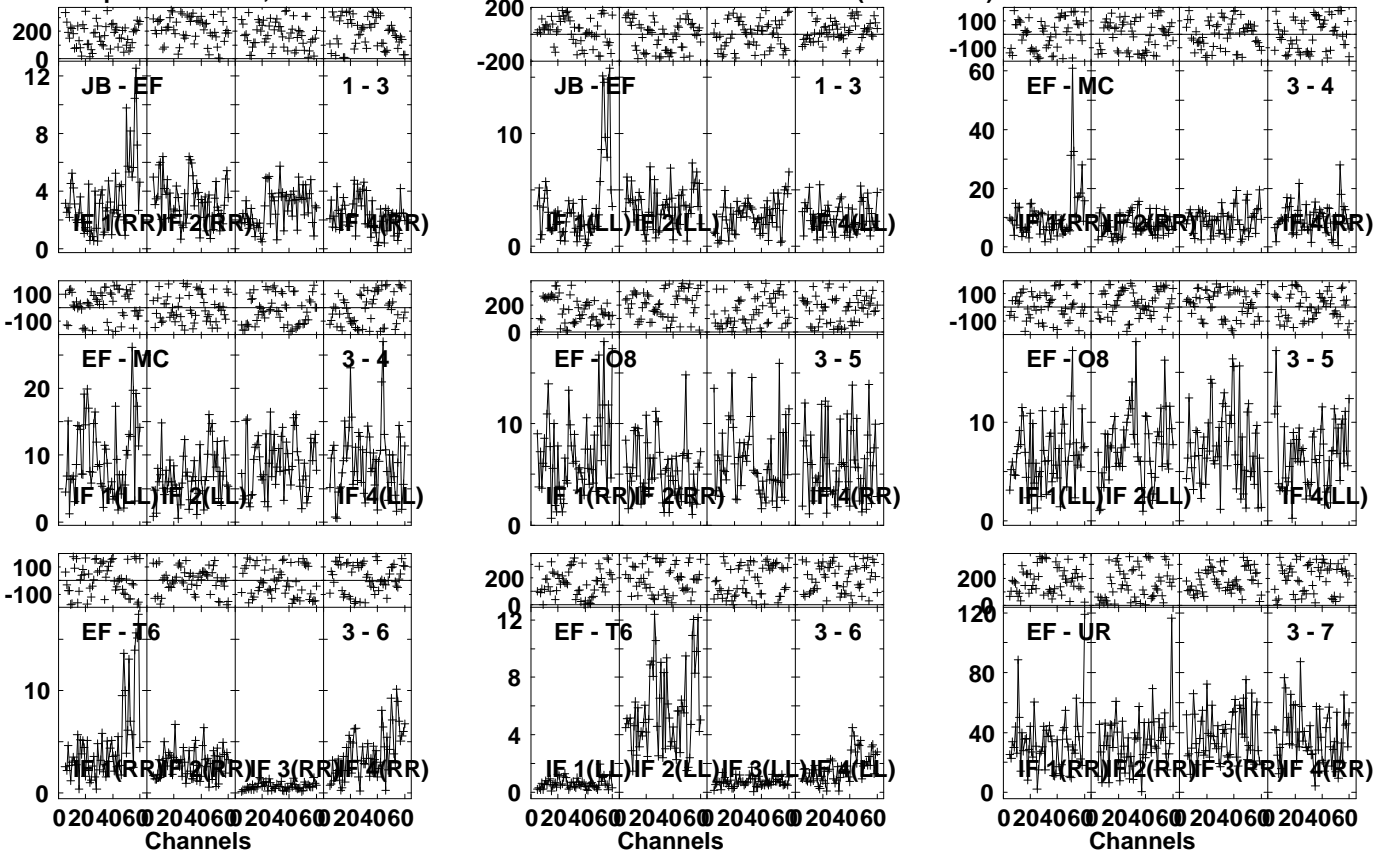 200
0
12
8
4
0
JB - EF
1 - 3
IF 1(RR)
IF 2(RR)
IF 4(RR)
200
-200
10
0
JB - EF
1 - 3
IF 1(LL)
IF 2(LL)
IF 4(LL)
100
-100
60
40
20
0
EF - MC
3 - 4
IF 1(RR)
IF 2(RR)
IF 4(RR)
100
-100
20
10
0
EF - MC
3 - 4
IF 1(LL)
IF 2(LL)
IF 4(LL)
200
0
10
0
EF - O8
3 - 5
IF 1(RR)
IF 2(RR)
IF 4(RR)
100
-100
10
0
EF - O8
3 - 5
IF 1(LL)
IF 2(LL)
IF 4(LL)
100
-100
10
0
EF - T6
3 - 6
IF 1(RR)
IF 2(RR)
IF 3(RR)
IF 4(RR)
0 20 40 60 0 20 40 60 0 20 40 60 0 20 40 60
Channels
200
0
12
8
4
0
EF - T6
3 - 6
IF 1(LL)
IF 2(LL)
IF 3(LL)
IF 4(LL)
0 20 40 60 0 20 40 60 0 20 40 60 0 20 40 60
Channels
200
0
120
100
80
60
40
20
0
EF - UR
3 - 7
IF 1(RR)
IF 2(RR)
IF 3(RR)
IF 4(RR)
0 20 40 60 0 20 40 60 0 20 40 60 0 20 40 60
Channels